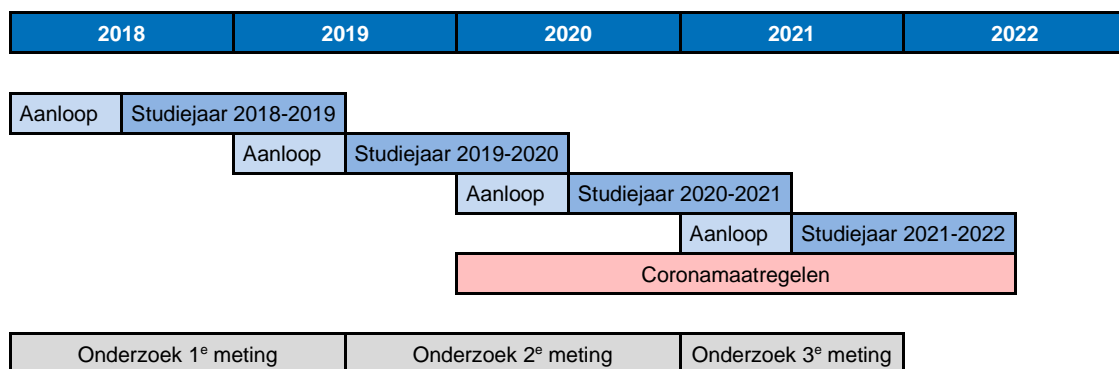 2018 2019 2020 2021 2022
Aanloop Studiejaar 2018-2019
Aanloop Studiejaar 2019-2020
Aanloop Studiejaar 2020-2021
Aanloop Studiejaar 2021-2022
Coronamaatregelen
Onderzoek 1e meting Onderzoek 2e meting Onderzoek 3e meting